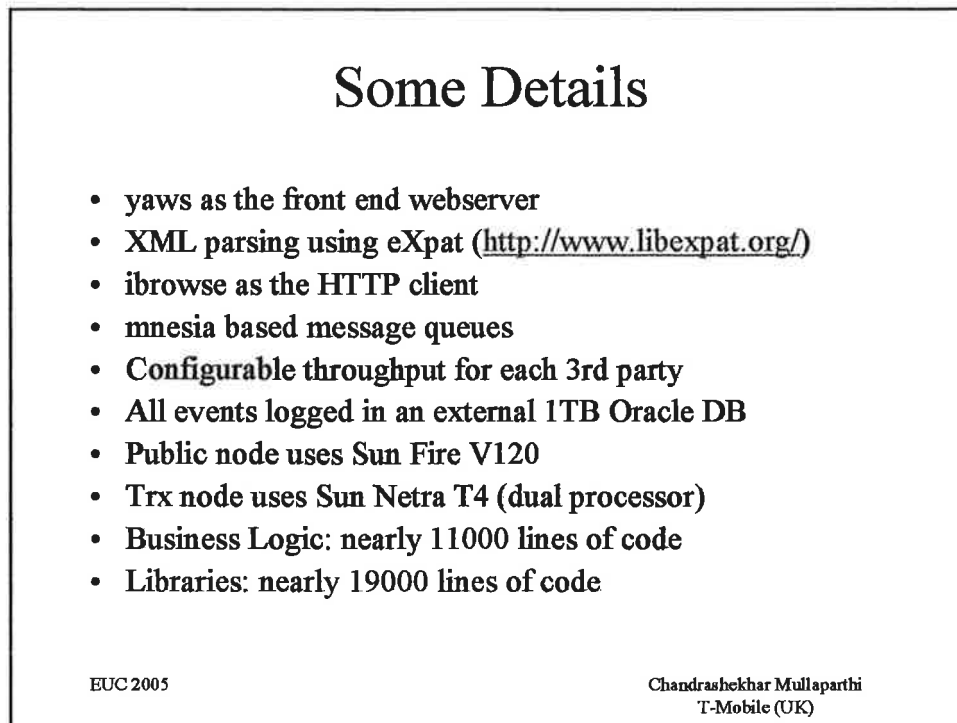 Some Details
• yaws as the front end webserver
• XML parsing using eXpat (http://www.libexpat.org/)
• ibrowse as the HTTP client
• mnesia based message queues
• Configurable throughput for each 3rd party
• All events logged in an external 1TB Oracle DB
• Public node uses Sun Fire V120
• Trx node uses Sun Netra T4 (dual processor)
• Business Logic: nearly 11000 lines of code
• Libraries: nearly 19000 lines of code
EUC 2005
Chandrashekhar Mullaparthi
T-Mobile (UK)